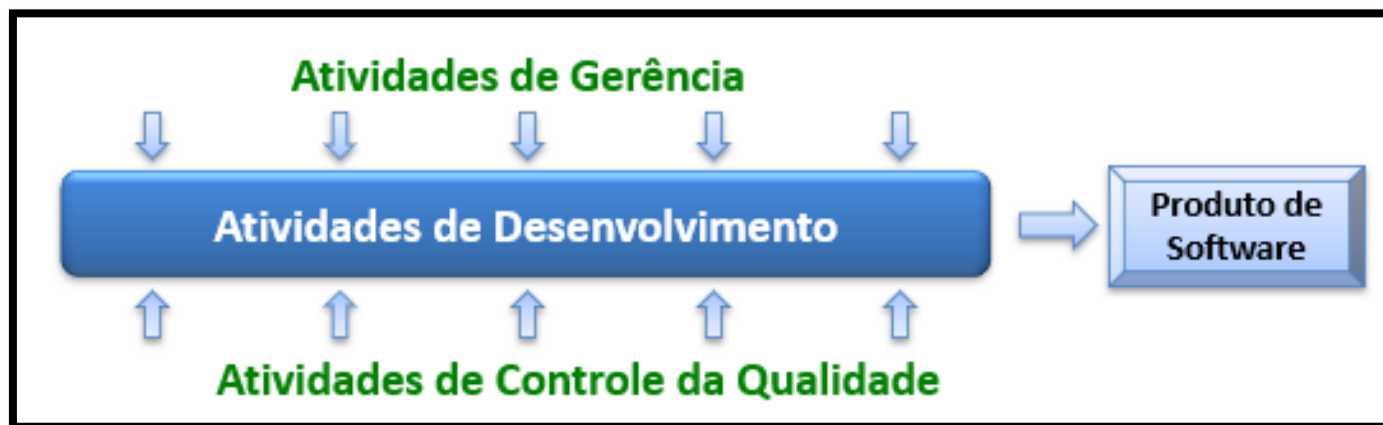 Atividades de Gerência
Atividades de Desenvolvimento
Produto de
Software
Atividades de Controle da Qualidade